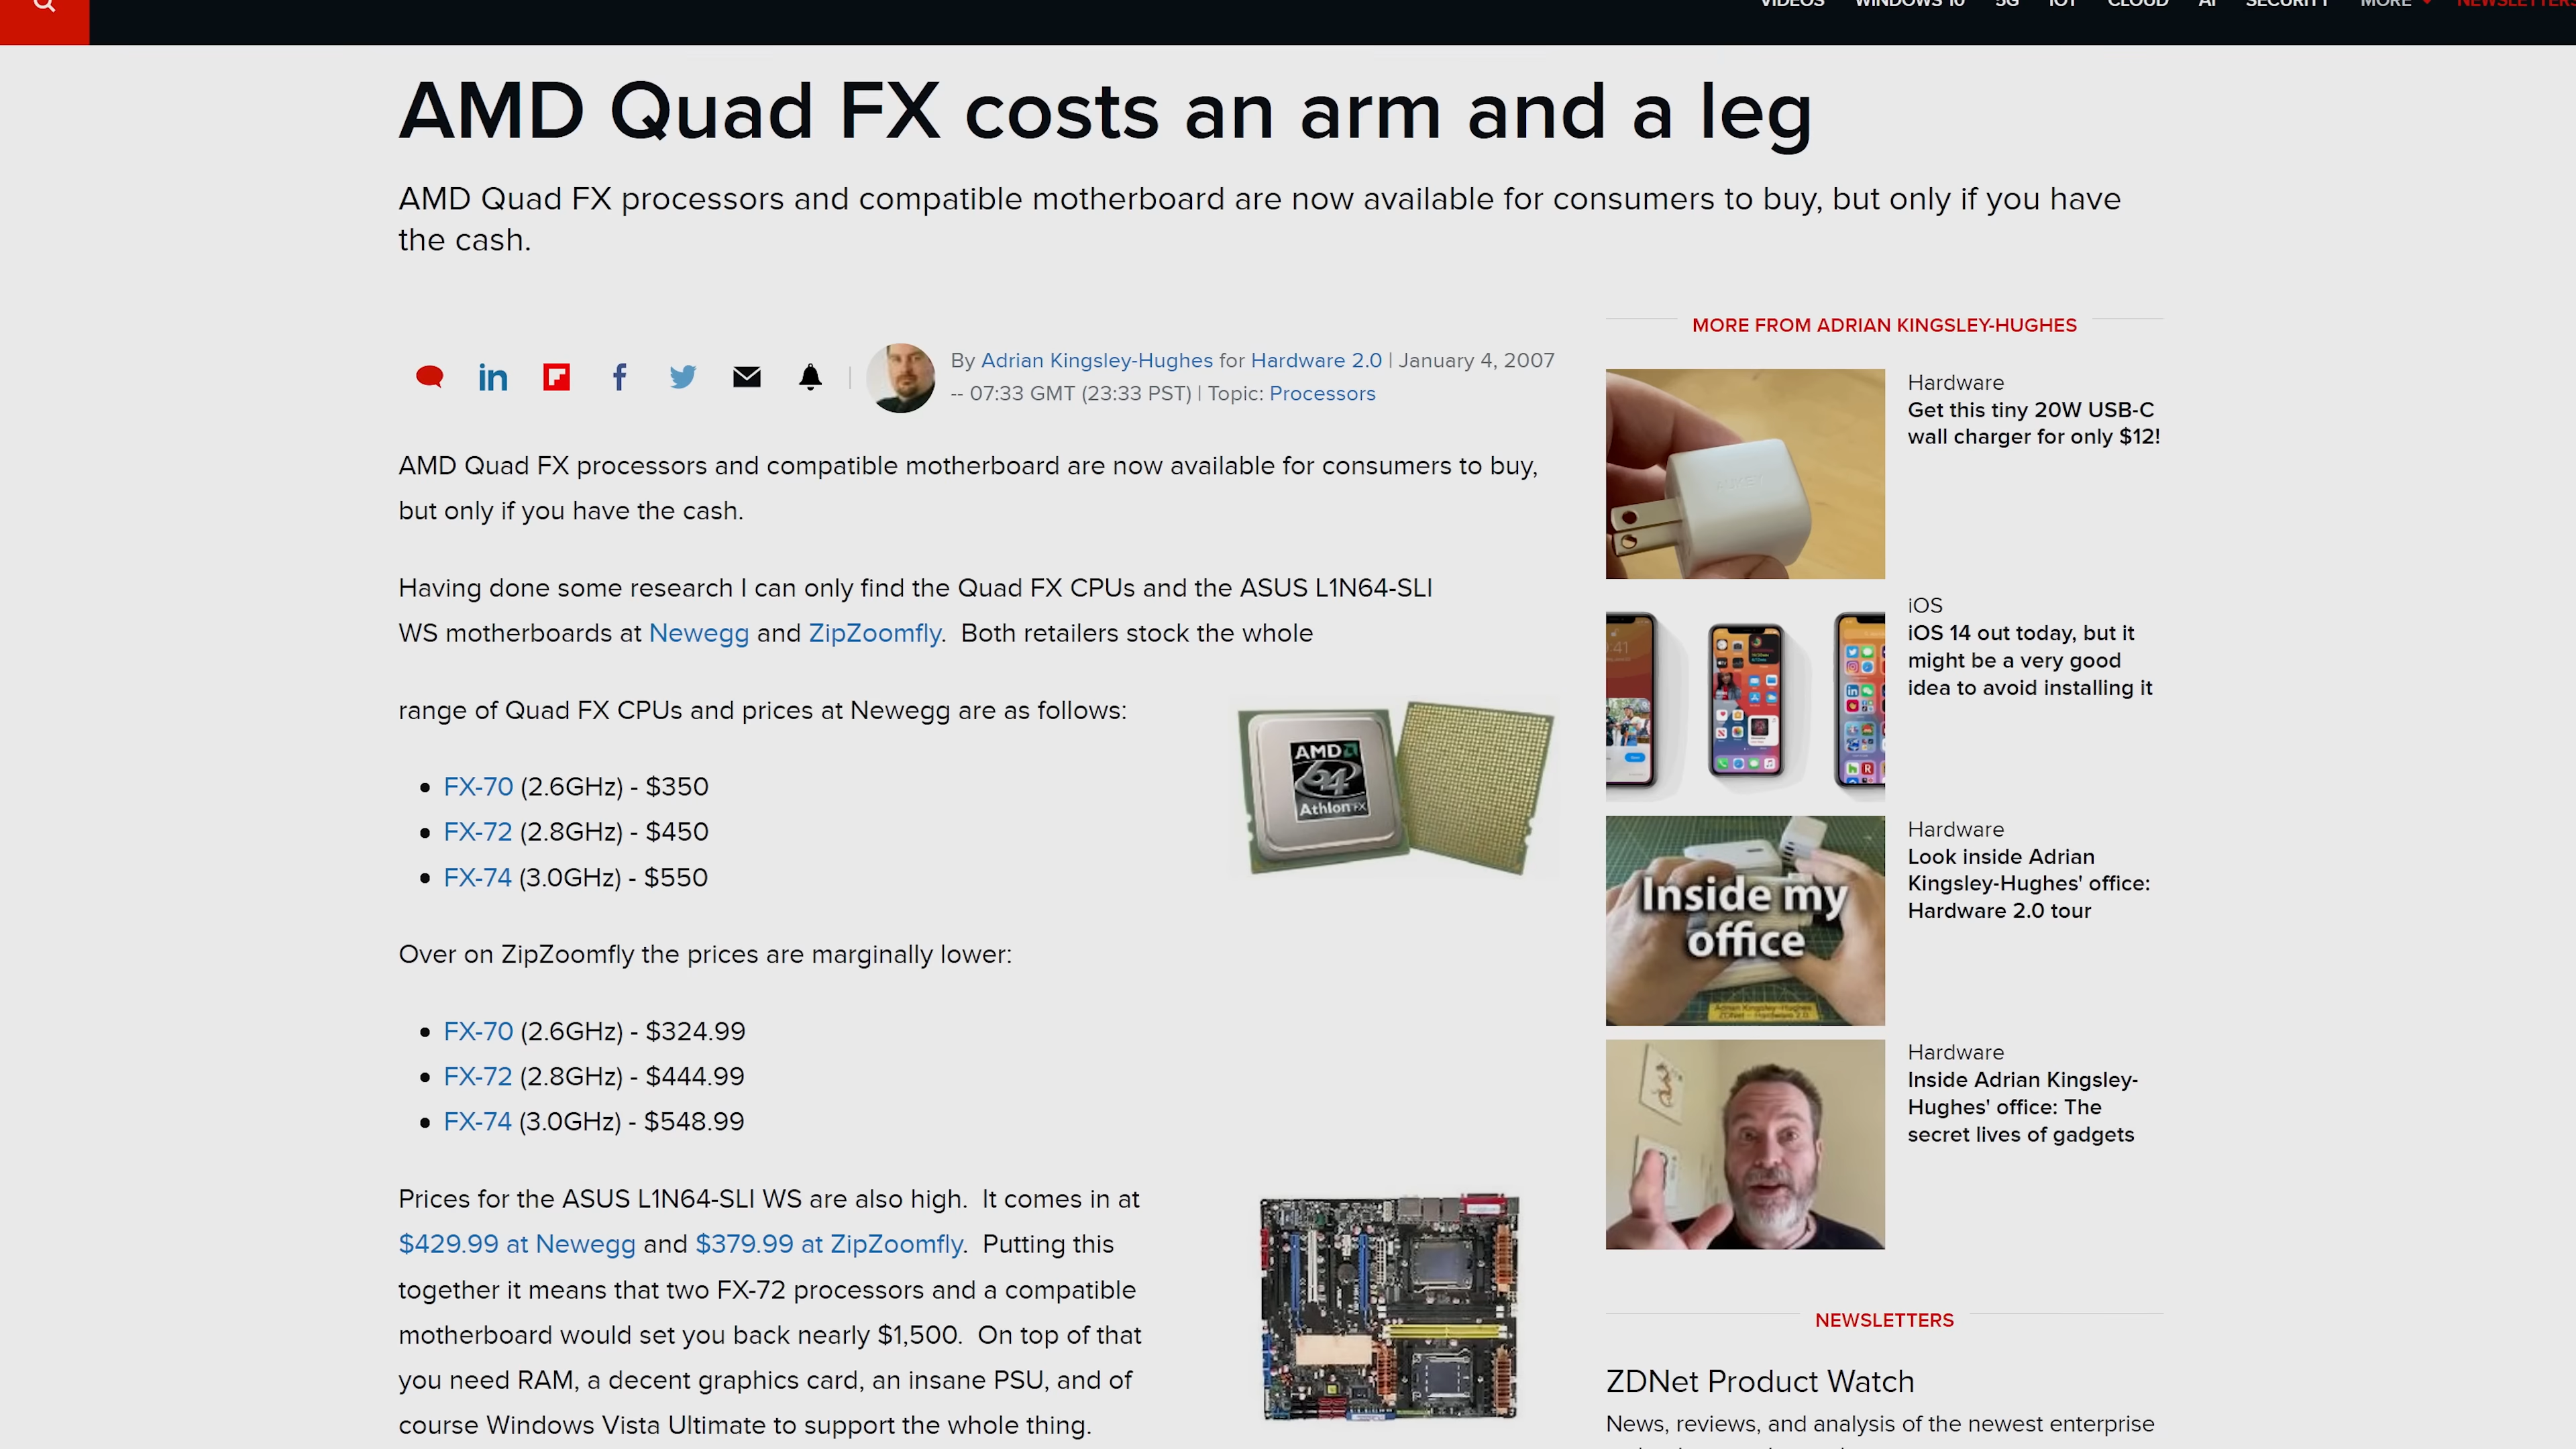 VIDEOS WINDOWS 10 5G IOT CLOUD AI SECURITY MORE NEWSLETTERS
AMD Quad FX costs an arm and a leg
AMD Quad FX processors and compatible motherboard are now available for consumers to buy, but only if you have
the cash.
By Adrian Kingsley-Hughes for Hardware 2.0 | January 4, 2007
-- 07:33 GMT (23:33 PST) | Topic: Processors
AMD Quad FX processors and compatible motherboard are now available for consumers to buy,
but only if you have the cash.
Having done some research I can only find the Quad FX CPUs and the ASUS L1N64-SLI
WS motherboards at Newegg and ZipZoomfly.  Both retailers stock the whole
range of Quad FX CPUs and prices at Newegg are as follows:
AMD
64
Athlon FX
• FX-70 (2.6GHz) - $350
• FX-72 (2.8GHz) - $450
• FX-74 (3.0GHz) - $550
Over on ZipZoomfly the prices are marginally lower:
• FX-70 (2.6GHz) - $324.99
• FX-72 (2.8GHz) - $444.99
• FX-74 (3.0GHz) - $548.99
Prices for the ASUS L1N64-SLI WS are also high.  It comes in at
$429.99 at Newegg and $379.99 at ZipZoomfly.  Putting this
together it means that two FX-72 processors and a compatible
motherboard would set you back nearly $1,500.  On top of that
you need RAM, a decent graphics card, an insane PSU, and of
course Windows Vista Ultimate to support the whole thing.
MORE FROM ADRIAN KINGSLEY-HUGHES
Hardware
Get this tiny 20W USB-C
wall charger for only $12!
iOS
iOS 14 out today, but it
might be a very good
idea to avoid installing it
Inside my
office
Adrian Kingsley-Hughes
ZDNet - Hardware 2.0
Hardware
Look inside Adrian
Kingsley-Hughes' office:
Hardware 2.0 tour
Hardware
Inside Adrian Kingsley-
Hughes' office: The
secret lives of gadgets
NEWSLETTERS
ZDNet Product Watch
News, reviews, and analysis of the newest enterprise